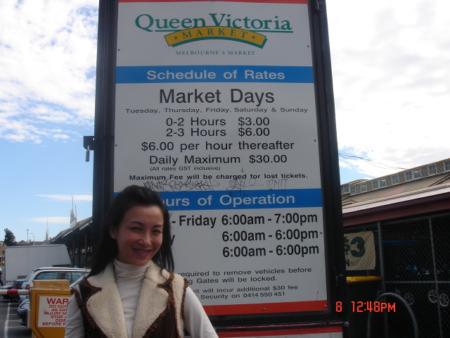 Queen Victoria
MARKET
MELBOURNE'S MARKET
Schedule of Rates
Market Days
Tuesday, Thursday, Friday, Saturday & Sunday
0-2 Hours $3.00
2-3 Hours $6.00
$6.00 per hour thereafter
Daily Maximum $30.00
(All rates GST inclusive)
Maximum Fee will be charged for lost tickets.
urs of Operation
- Friday 6:00am - 7:00pm
ay 6:00am - 6:00pm
6:00am - 6:00pm
equired to remove vehicles before
Gates will be locked.
will incur additional $30 fee
Security on 0414 550 451
WAR
$3
8 12:48PM